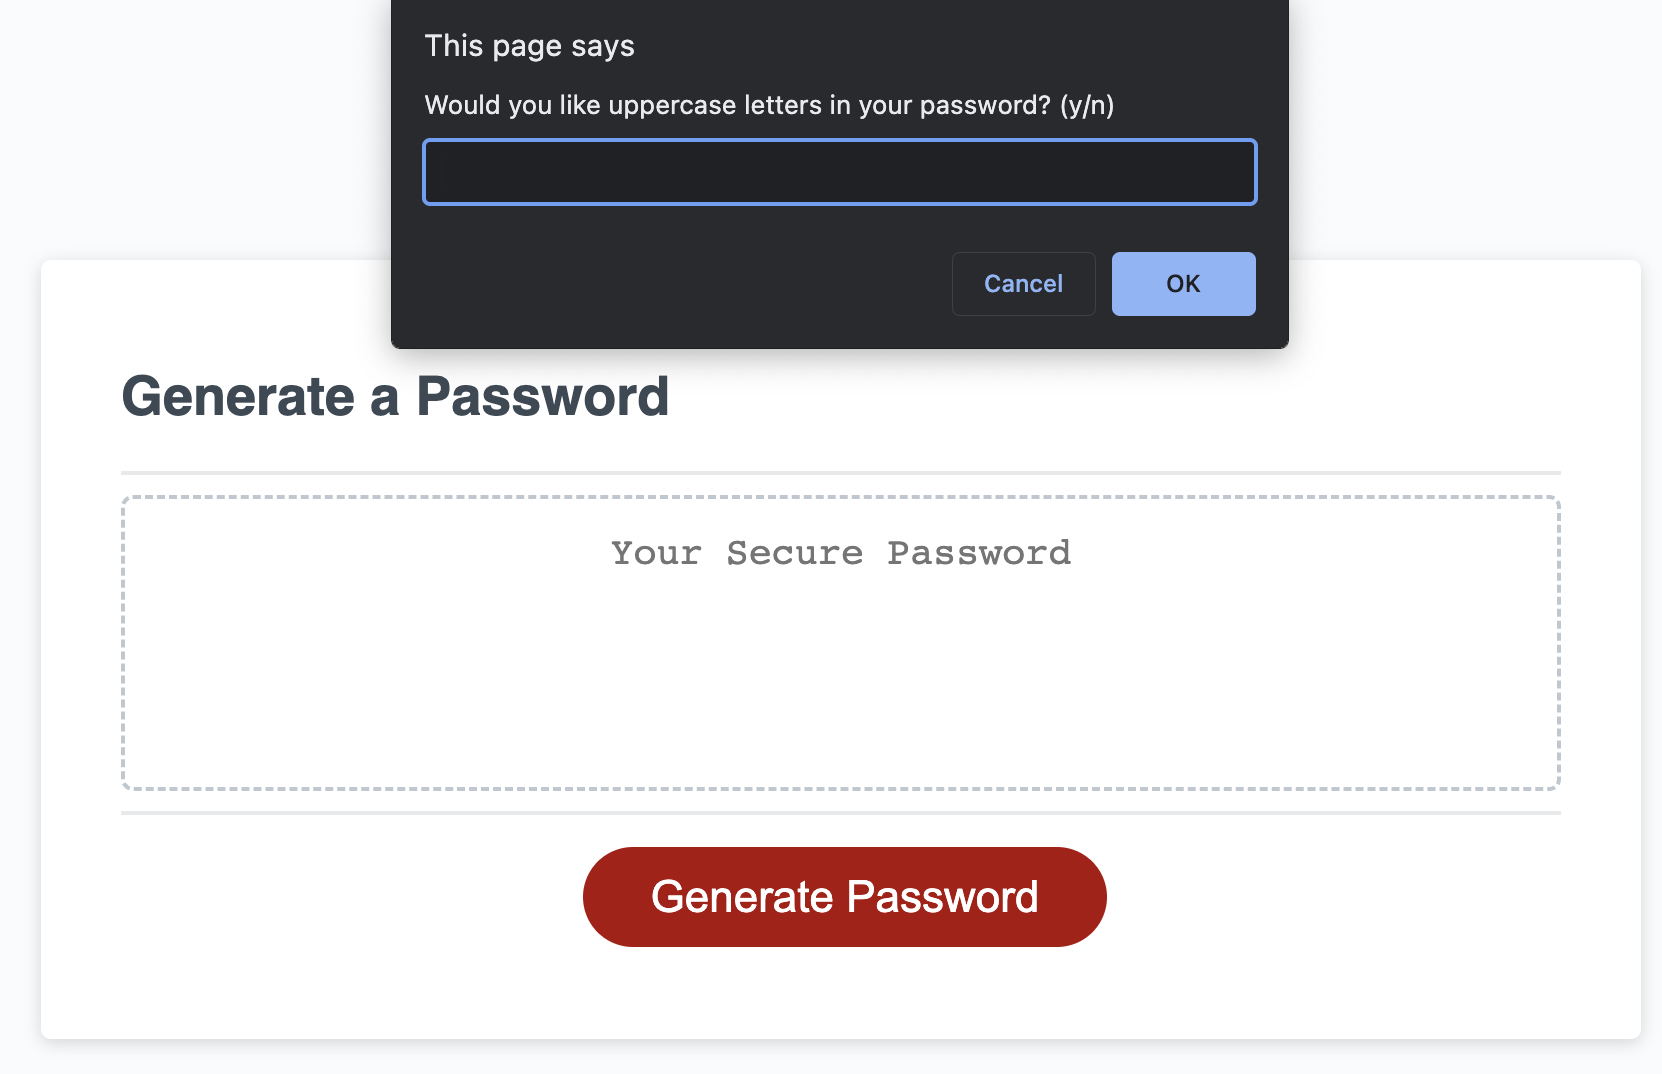 This page says
Would you like uppercase letters in your password? (y/n)
Cancel
OK
Generate a Password
Your Secure Password
Generate Password